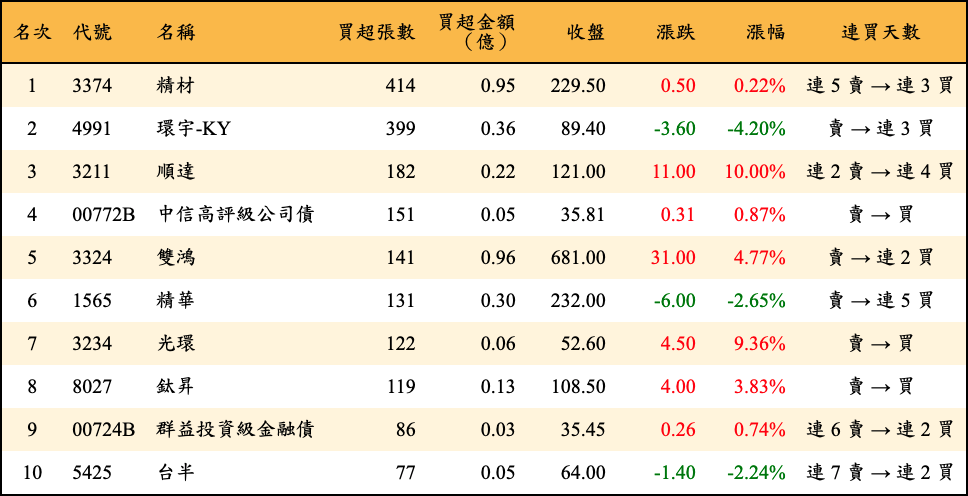 名次 代號 名稱 買超張數 買超金額（億） 收盤 漲跌 漲幅 連買天數
1 3374 精材 414 0.95 229.50 0.50 0.22% 連 5 賣 → 連 3 買
2 4991 環宇-KY 399 0.36 89.40 -3.60 -4.20% 賣 → 連 3 買
3 3211 順達 182 0.22 121.00 11.00 10.00% 連 2 賣 → 連 4 買
4 00772B 中信高評級公司債 151 0.05 35.81 0.31 0.87% 賣 → 買
5 3324 雙鴻 141 0.96 681.00 31.00 4.77% 賣 → 連 2 買
6 1565 精華 131 0.30 232.00 -6.00 -2.65% 賣 → 連 5 買
7 3234 光環 122 0.06 52.60 4.50 9.36% 賣 → 買
8 8027 鈦昇 119 0.13 108.50 4.00 3.83% 賣 → 買
9 00724B 群益投資級金融債 86 0.03 35.45 0.26 0.74% 連 6 賣 → 連 2 買
10 5425 台半 77 0.05 64.00 -1.40 -2.24% 連 7 賣 → 連 2 買